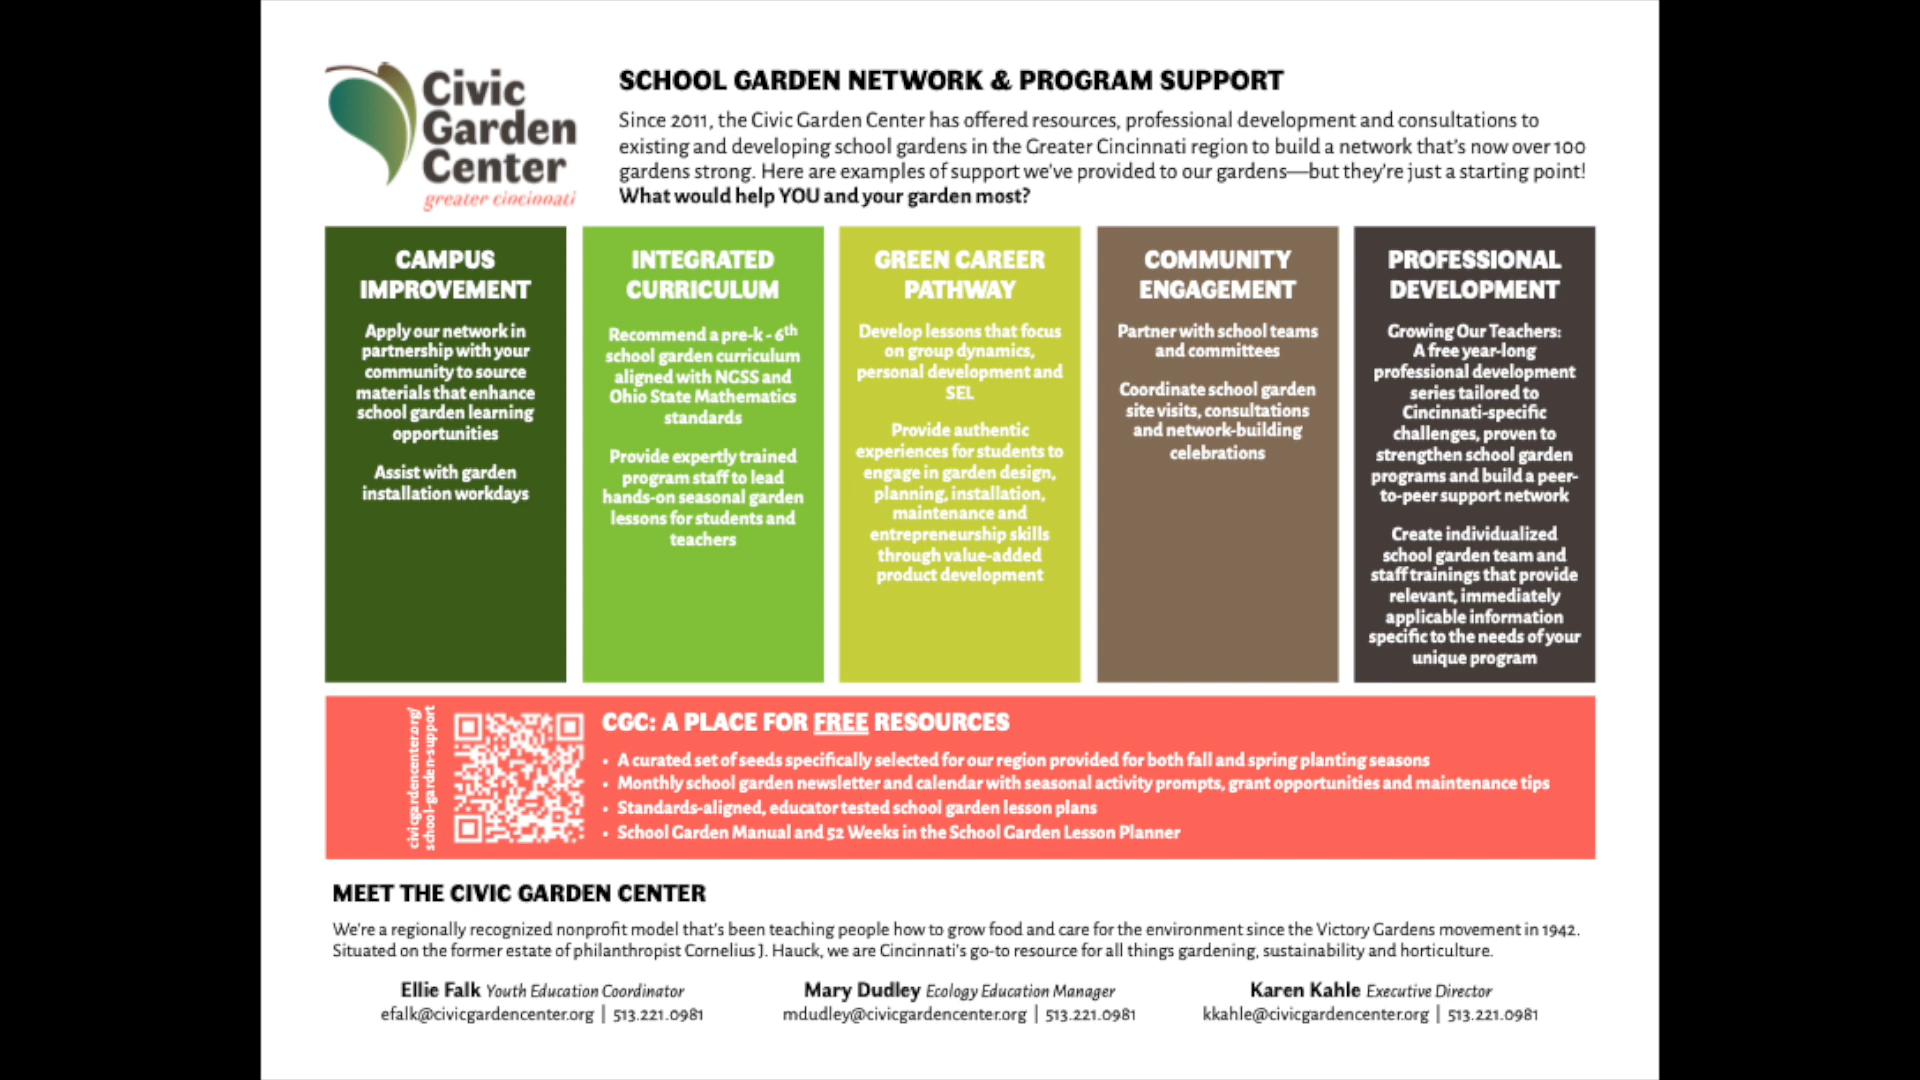 Civic
Garden
Center
greater cincinnati
SCHOOL GARDEN NETWORK & PROGRAM SUPPORT
Since 2011, the Civic Garden Center has offered resources, professional development and consultations to
existing and developing school gardens in the Greater Cincinnati region to build a network that's now over 100
gardens strong. Here are examples of support we've provided to our gardens—but they're just a starting point!
What would help YOU and your garden most?
CAMPUS
IMPROVEMENT
Apply our network in
partnership with your
community to source
materials that enhance
school garden learning
opportunities
Assist with garden
installation workdays
INTEGRATED
CURRICULUM
Recommend a pre-k - 6th
school garden curriculum
aligned with NGSS and
Ohio State Mathematics
standards
Provide expertly trained
program staff to lead
hands-on seasonal garden
lessons for students and
teachers
GREEN CAREER
PATHWAY
Develop lessons that focus
on group dynamics,
personal development and
SEL
Provide authentic
experiences for students to
engage in garden design,
planning, installation,
maintenance and
entrepreneurship skills
through value-added
product development
COMMUNITY
ENGAGEMENT
Partner with school teams
and committees
Coordinate school garden
site visits, consultations
and network-building
celebrations
PROFESSIONAL
DEVELOPMENT
Growing Our Teachers:
A free year-long
professional development
series tailored to
Cincinnati-specific
challenges, proven to
strengthen school garden
programs and build a peer-
to-peer support network
Create individualized
school garden team and
staff trainings that provide
relevant, immediately
applicable information
specific to the needs of your
unique program
civicgardencenter.org/
school-garden-support
CGC: A PLACE FOR FREE RESOURCES
• A curated set of seeds specifically selected for our region provided for both fall and spring planting seasons
• Monthly school garden newsletter and calendar with seasonal activity prompts, grant opportunities and maintenance tips
• Standards-aligned, educator tested school garden lesson plans
• School Garden Manual and 52 Weeks in the School Garden Lesson Planner
MEET THE CIVIC GARDEN CENTER
We're a regionally recognized nonprofit model that's been teaching people how to grow food and care for the environment since the Victory Gardens movement in 1942.
Situated on the former estate of philanthropist Cornelius J. Hauck, we are Cincinnati's go-to resource for all things gardening, sustainability and horticulture.
Ellie Falk Youth Education Coordinator
efalk@civicgardencenter.org | 513.221.0981
Mary Dudley Ecology Education Manager
mdudley@civicgardencenter.org | 513.221.0981
Karen Kahle Executive Director
kkahle@civicgardencenter.org | 513.221.0981